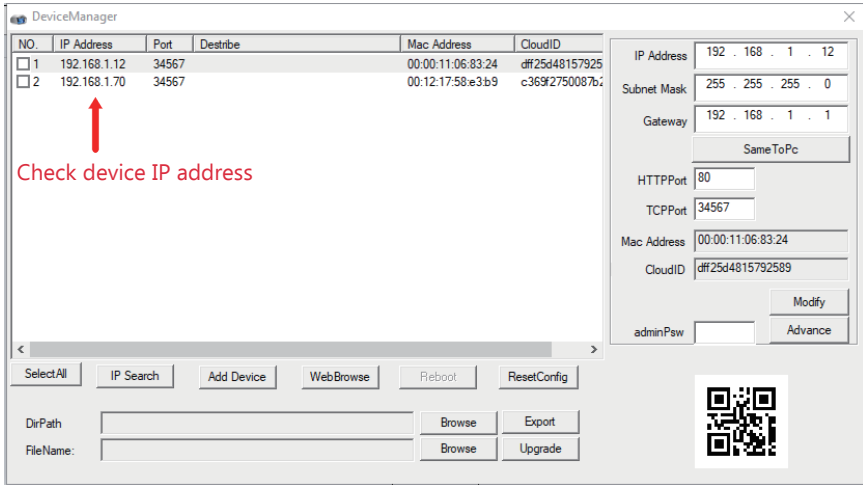 DeviceManager
NO. IP Address Port Destribe Mac Address CloudID
1 192.168.1.12 34567 00:00:11:06:83:24 dff25d48157925
2 192.168.1.70 34567 00:12:17:58:e3:b9 c369f2750087b2
Check device IP address
IP Address 192 . 168 . 1 . 12
Subnet Mask 255 . 255 . 255 . 0
Gateway 192 . 168 . 1 . 1
SameToPc
HTTPPort 80
TCPPort 34567
Mac Address 00:00:11:06:83:24
CloudID dff25d4815792589
Modify
adminPsw Advance
SelectAll IP Search Add Device WebBrowse Reboot ResetConfig
DirPath Browse Export
FileName: Browse Upgrade